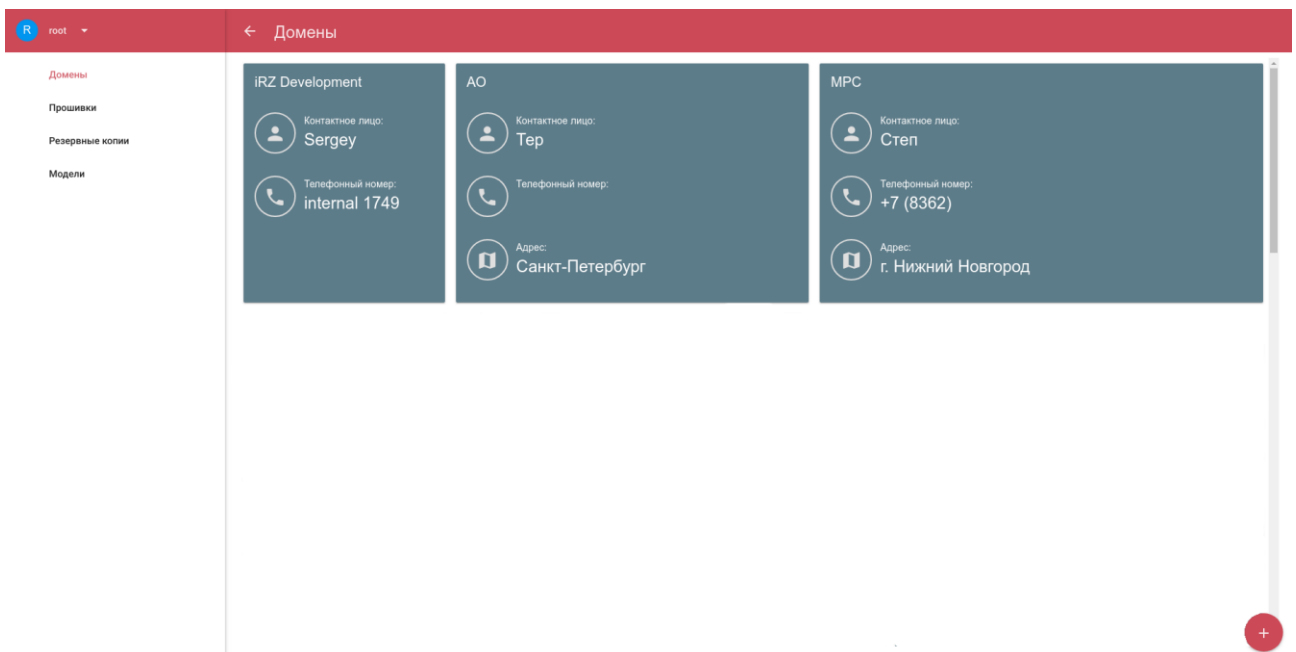 R root
Домены
Домены
Прошивки
Резервные копии
Модели
iRZ Development
Контактное лицо:
Sergey
Телефонный номер:
internal 1749
АО
Контактное лицо:
Тер
Телефонный номер:
Адрес:
Санкт-Петербург
МРС
Контактное лицо:
Степ
Телефонный номер:
+7 (8362)
Адрес:
г. Нижний Новгород